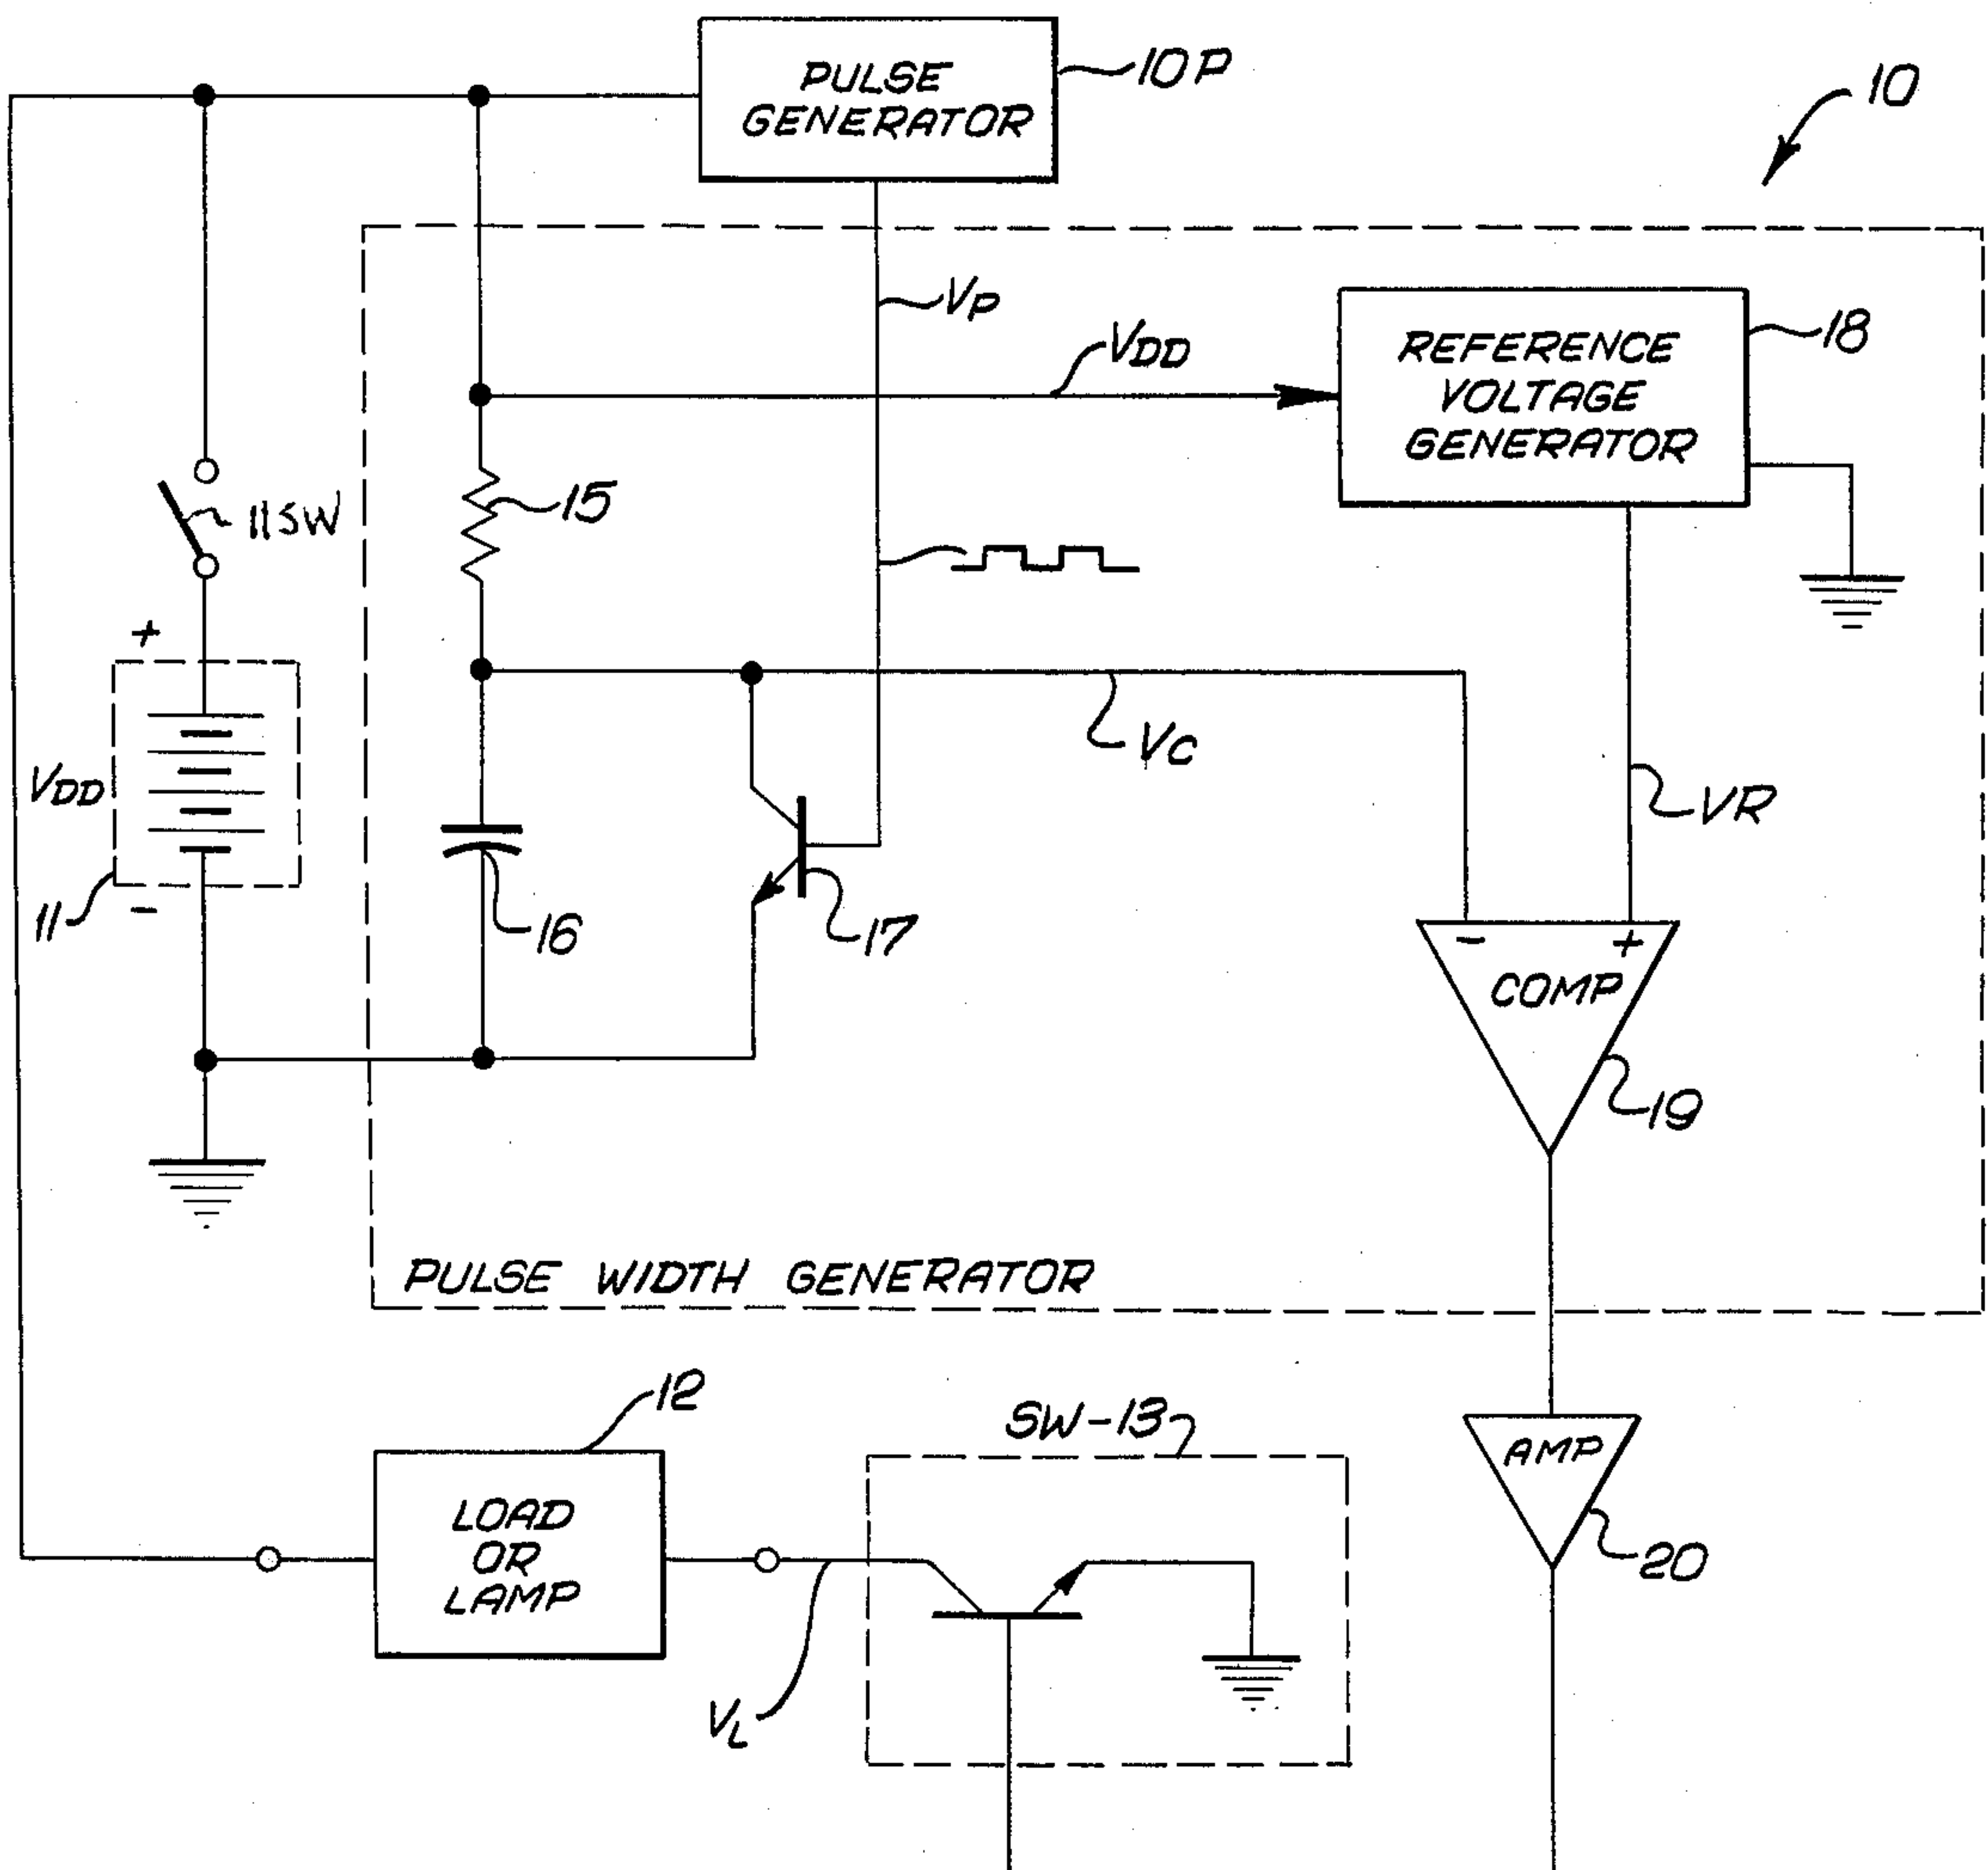 PULSE
GENERATOR
10P
10
VP
VDD
REFERENCE
VOLTAGE
GENERATOR
18
11SW
15
+
VDD
VC
VR
11
-
16
17
- +
COMP
19
PULSE WIDTH GENERATOR
12
SW-13
AMP
LOAD
OR
LAMP
20
VL